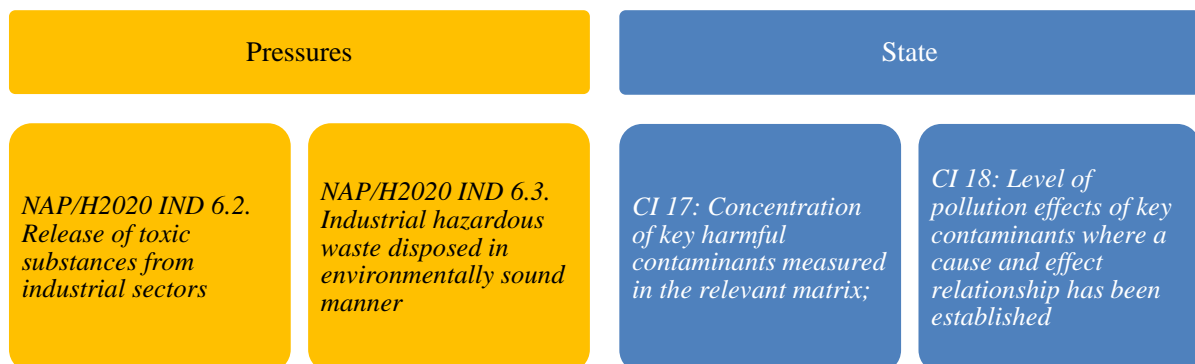 Pressures
State
NAP/H2020 IND 6.2.
Release of toxic
substances from
industrial sectors
NAP/H2020 IND 6.3.
Industrial hazardous
waste disposed in
environmentally sound
manner
CI 17: Concentration
of key harmful
contaminants measured
in the relevant matrix;
CI 18: Level of
pollution effects of key
contaminants where a
cause and effect
relationship has been
established